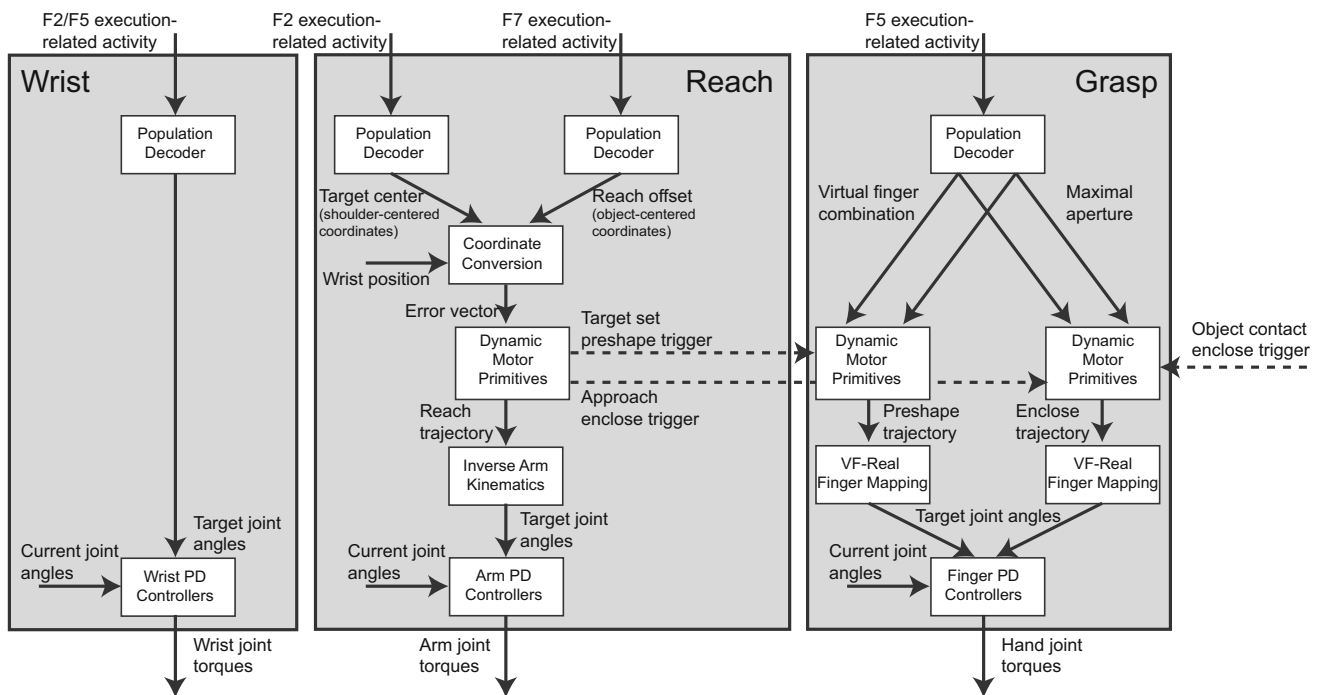 F2/F5 execution-
related activity
F2 execution-
related activity
F7 execution-
related activity
F5 execution-
related activity
Wrist
Population
Decoder
Target joint
angles
Current joint
angles
Wrist PD
Controllers
Wrist joint
torques
Reach
Population
Decoder
Population
Decoder
Target center
(shoulder-centered
coordinates)
Reach offset
(object-centered
coordinates)
Coordinate
Conversion
Wrist position
Error vector
Dynamic
Motor
Primitives
Target set
preshape trigger
Approach
enclose trigger
Reach
trajectory
Inverse Arm
Kinematics
Target joint
angles
Current joint
angles
Arm PD
Controllers
Arm joint
torques
Grasp
Population
Decoder
Virtual finger
combination
Maximal
aperture
Dynamic
Motor
Primitives
Dynamic
Motor
Primitives
Object contact
enclose trigger
Preshape
trajectory
Enclose
trajectory
VF-Real
Finger Mapping
VF-Real
Finger Mapping
Target joint angles
Current joint
angles
Finger PD
Controllers
Hand joint
torques